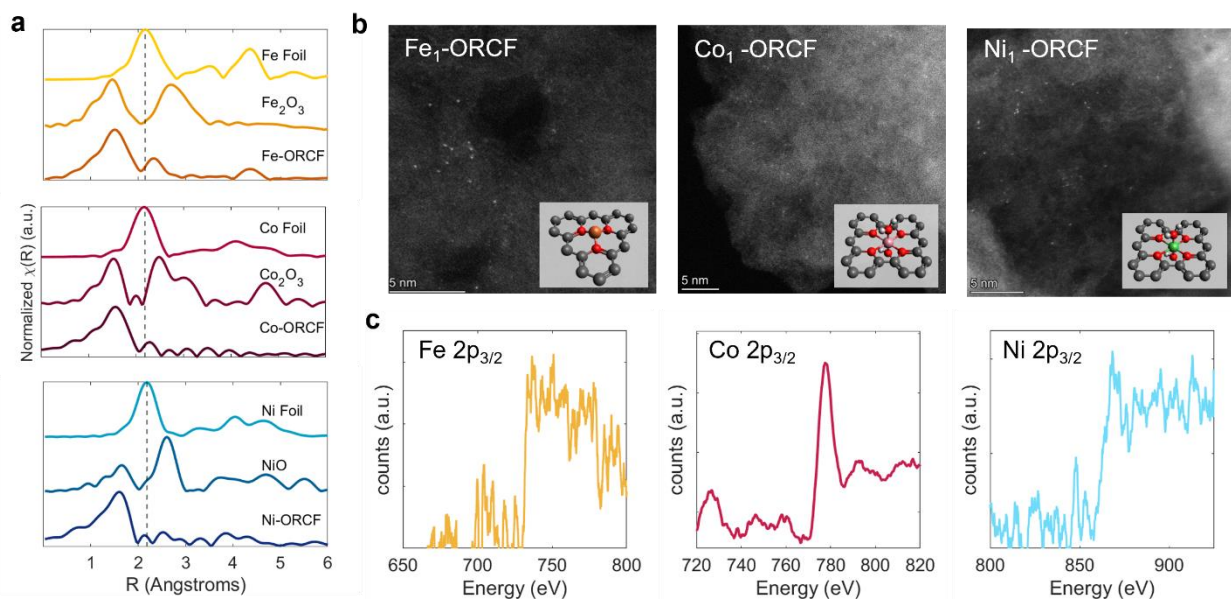 a
Normalized χ(R) (a.u.)
Fe Foil
Fe2O3
Fe-ORCF
Co Foil
Co2O3
Co-ORCF
Ni Foil
NiO
Ni-ORCF
0 1 2 3 4 5 6
R (Angstroms)
b
Fe1-ORCF
5 nm
Co1 -ORCF
5 nm
Ni1 -ORCF
5 nm
c
Fe 2p3/2
counts (a.u.)
650 700 750 800
Energy (eV)
Co 2p3/2
counts (a.u.)
720 740 760 780 800 820
Energy (eV)
Ni 2p3/2
counts (a.u.)
800 850 900
Energy (eV)